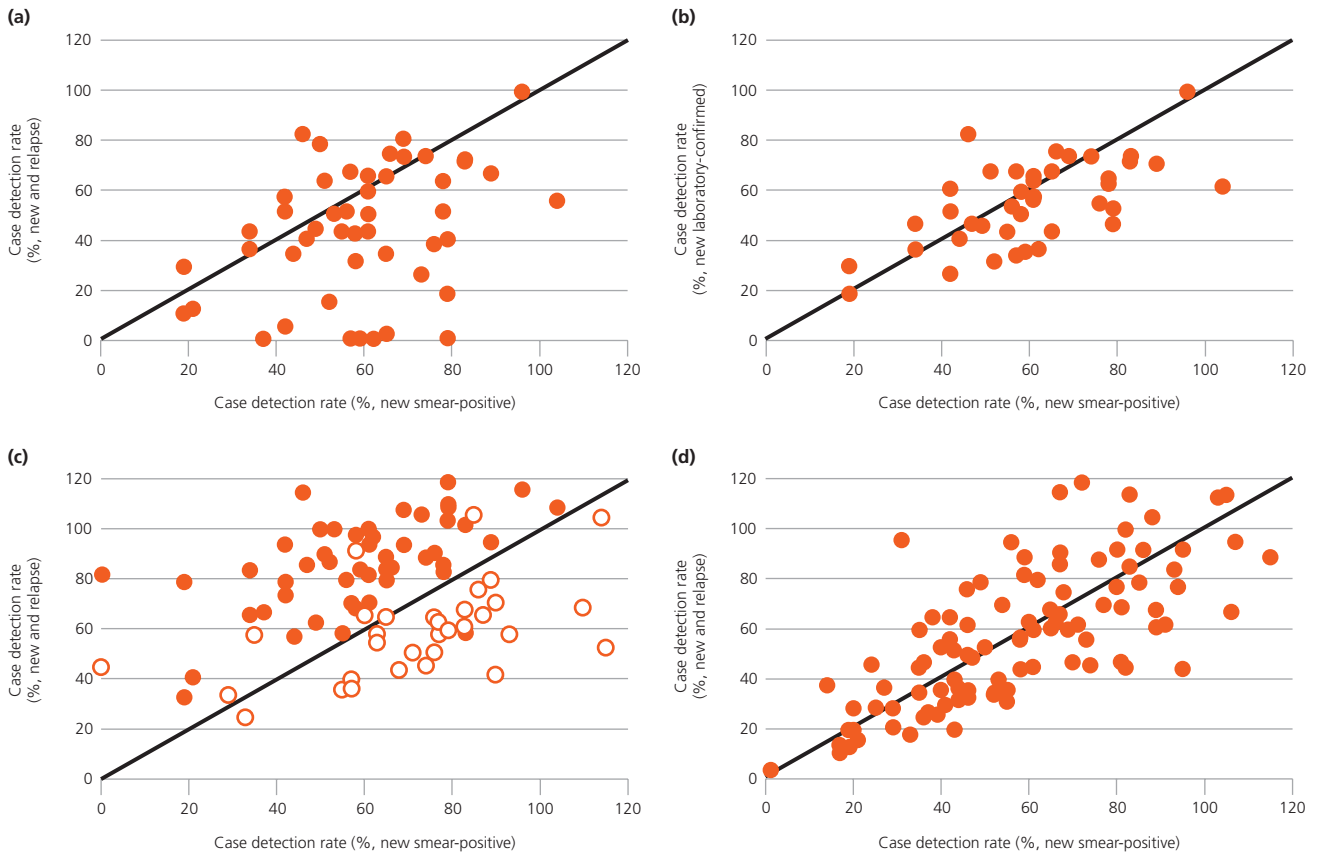 (a)
120
100
80
60
40
20
0
Case detection rate
(%, new and relapse)
0 20 40 60 80 100 120
Case detection rate (%, new smear-positive)
(b)
120
100
80
60
40
20
0
Case detection rate
(%, new laboratory-confirmed)
0 20 40 60 80 100 120
Case detection rate (%, new smear-positive)
(c)
120
100
80
60
40
20
0
Case detection rate
(%, new and relapse)
0 20 40 60 80 100 120
Case detection rate (%, new smear-positive)
(d)
120
100
80
60
40
20
0
Case detection rate
(%, new and relapse)
0 20 40 60 80 100 120
Case detection rate (%, new smear-positive)